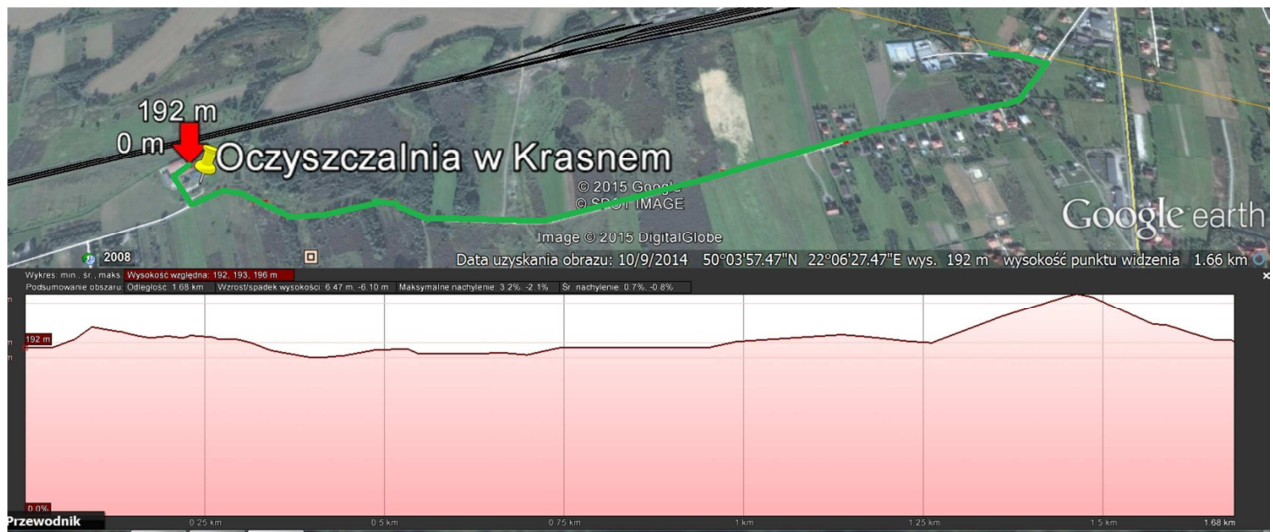 192 m
0 m
Oczyszczalnia w Krasnem
© 2015 Google
© SPOT IMAGE
Image © 2015 DigitalGlobe
Google earth
2008
Data uzyskania obrazu: 10/9/2014 50°03'57.47"N 22°06'27.47"E wys. 192 m wysokość punktu widzenia 1.66 km
Wykres: min., śr., maks. Wysokość względna: 192, 193, 196 m
Podsumowanie obszaru: Odległość: 1.68 km Wzrost/spadek wysokości: 6.47 m, -6.10 m Maksymalne nachylenie: 3.2%, -2.1% Śr. nachylenie: 0.7%, -0.8%
m
192 m
m
m
0.0%
Przewodnik
0.25 km 0.5 km 0.75 km 1 km 1.25 km 1.5 km 1.68 km